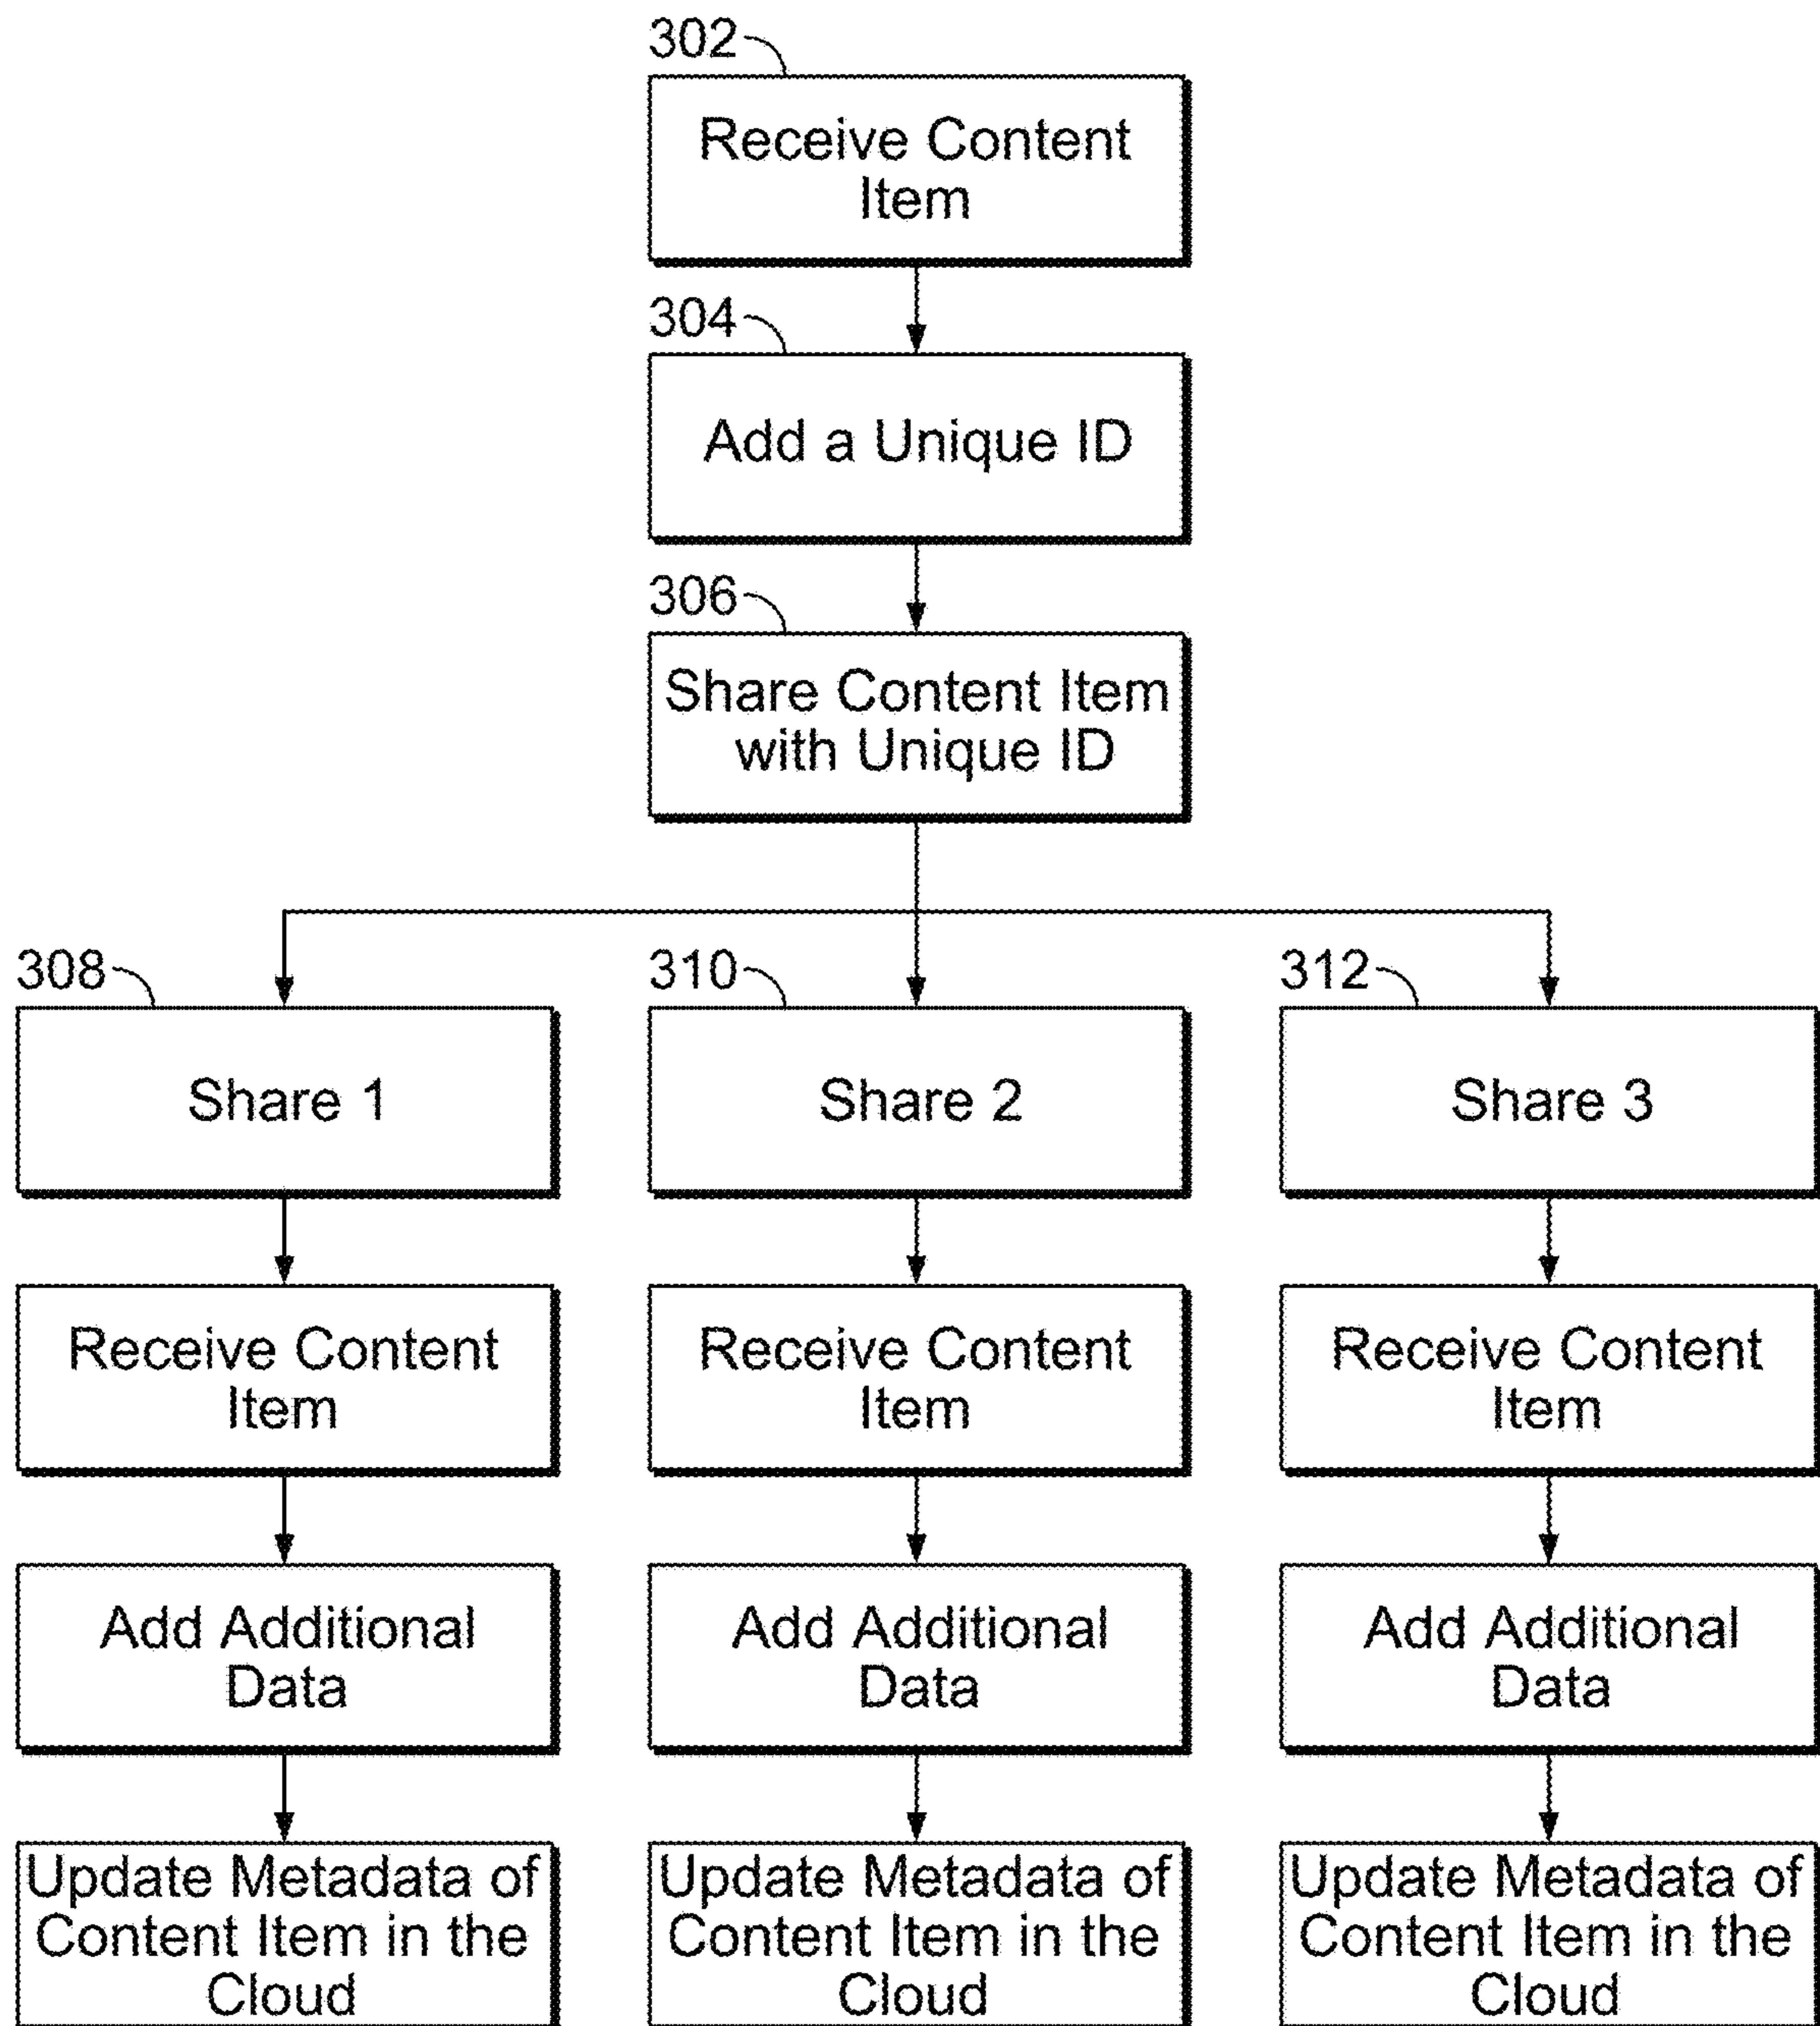 302
Receive Content
Item
304
Add a Unique ID
306
Share Content Item
with Unique ID
308
310
312
Share 1
Share 2
Share 3
Receive Content
Item
Receive Content
Item
Receive Content
Item
Add Additional
Data
Add Additional
Data
Add Additional
Data
Update Metadata of
Content Item in the
Cloud
Update Metadata of
Content Item in the
Cloud
Update Metadata of
Content Item in the
Cloud